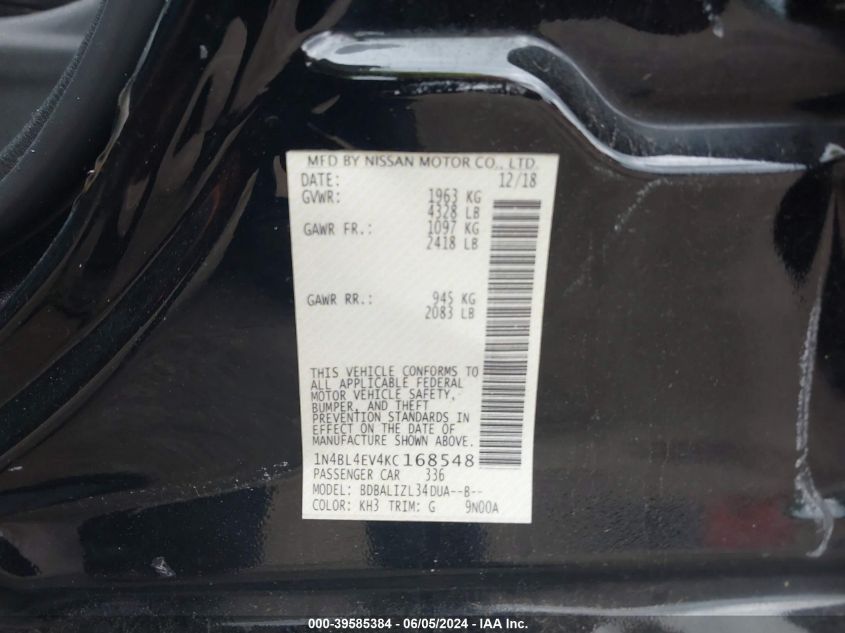 MFD BY NISSAN MOTOR CO., LTD.
DATE: 12/18
GVWR: 1963 KG
4328 LB
GAWR FR.: 1097 KG
2418 LB
GAWR RR.: 945 KG
2083 LB
THIS VEHICLE CONFORMS TO
ALL APPLICABLE FEDERAL
MOTOR VEHICLE SAFETY,
BUMPER, AND THEFT
PREVENTION STANDARDS IN
EFFECT ON THE DATE OF
MANUFACTURE SHOWN ABOVE.
1N4BL4EV4KC168548
PASSENGER CAR 336
MODEL: BDBALIZL34DUA--B--
COLOR: KH3 TRIM: G 9N00A
000-39585384 - 06/05/2024 - IAA Inc.